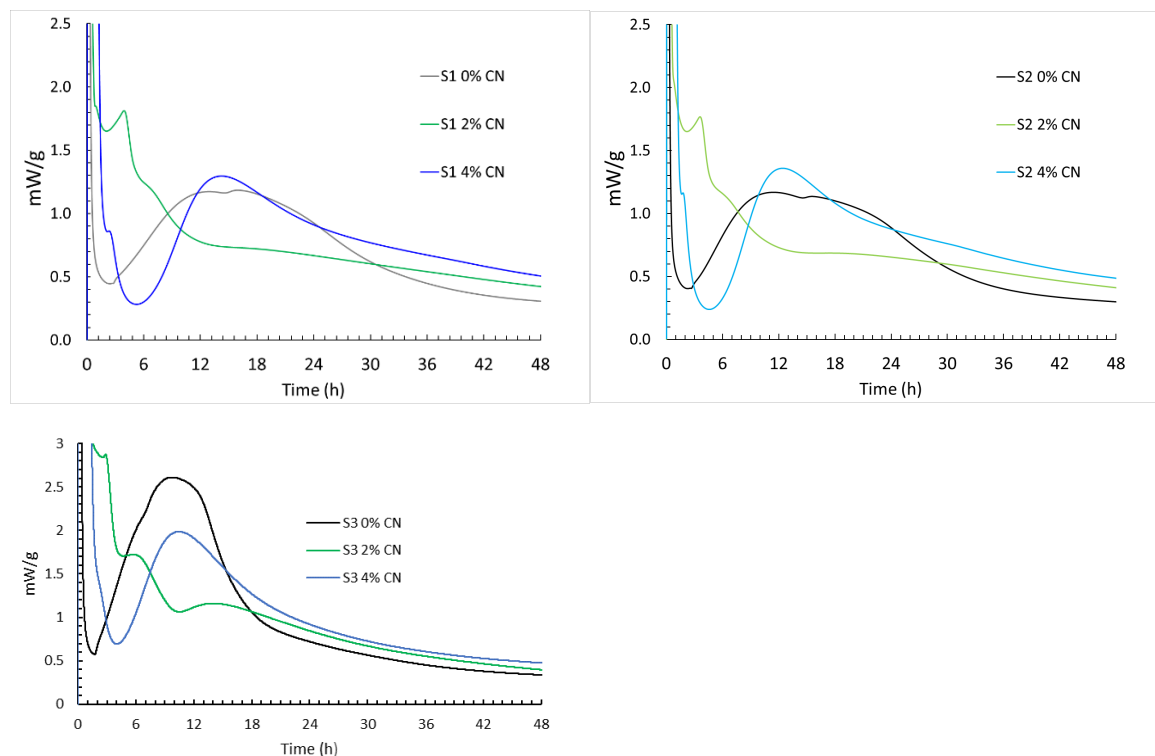 2.5
2.0
1.5
1.0
0.5
0.0
mW/g
0 6 12 18 24 30 36 42 48
Time (h)
S1 0% CN
S1 2% CN
S1 4% CN
2.5
2.0
1.5
1.0
0.5
0.0
mW/g
0 6 12 18 24 30 36 42 48
Time (h)
S2 0% CN
S2 2% CN
S2 4% CN
3
2.5
2
1.5
1
0.5
0
mW/g
0 6 12 18 24 30 36 42 48
Time (h)
S3 0% CN
S3 2% CN
S3 4% CN